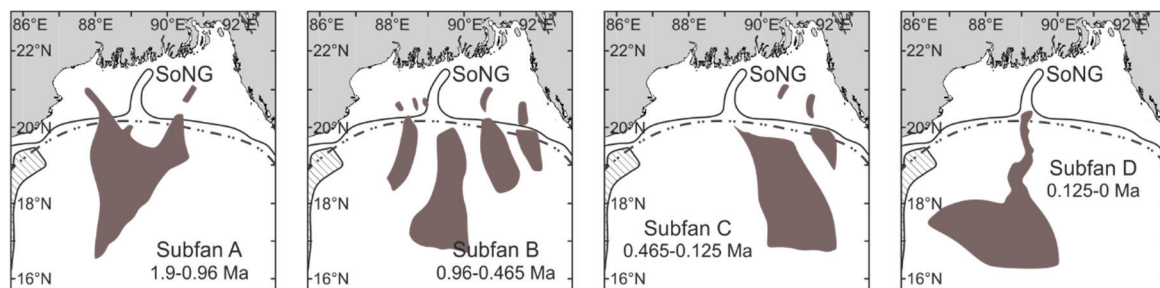 86°E 88°E 90°E 92°E
22°N
SoNG
20°N
18°N
Subfan A
1.9-0.96 Ma
16°N
86°E 88°E 90°E 92°E
22°N
SoNG
20°N
18°N
Subfan B
0.96-0.465 Ma
16°N
86°E 88°E 90°E 92°E
22°N
SoNG
20°N
18°N
Subfan C
0.465-0.125 Ma
16°N
86°E 88°E 90°E 92°E
22°N
SoNG
20°N
Subfan D
0.125-0 Ma
18°N
16°N